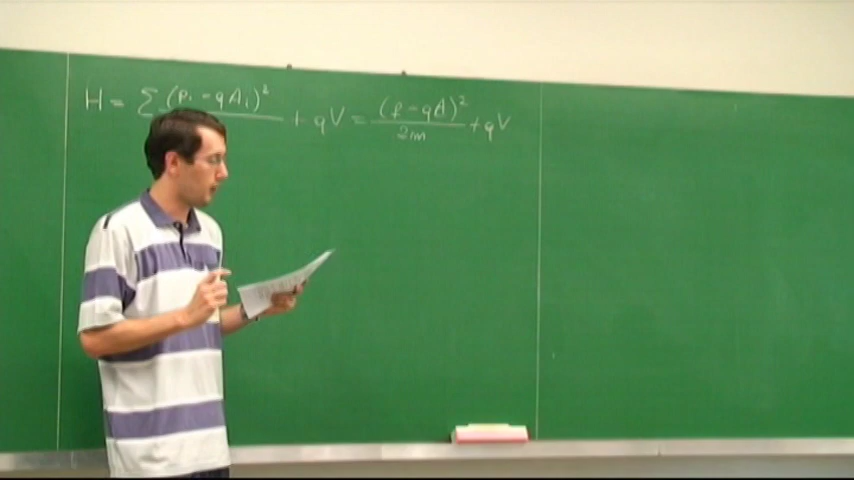 H = Σ (pᵢ - qAᵢ)² / + qV = (p - qA)² / 2m + qV